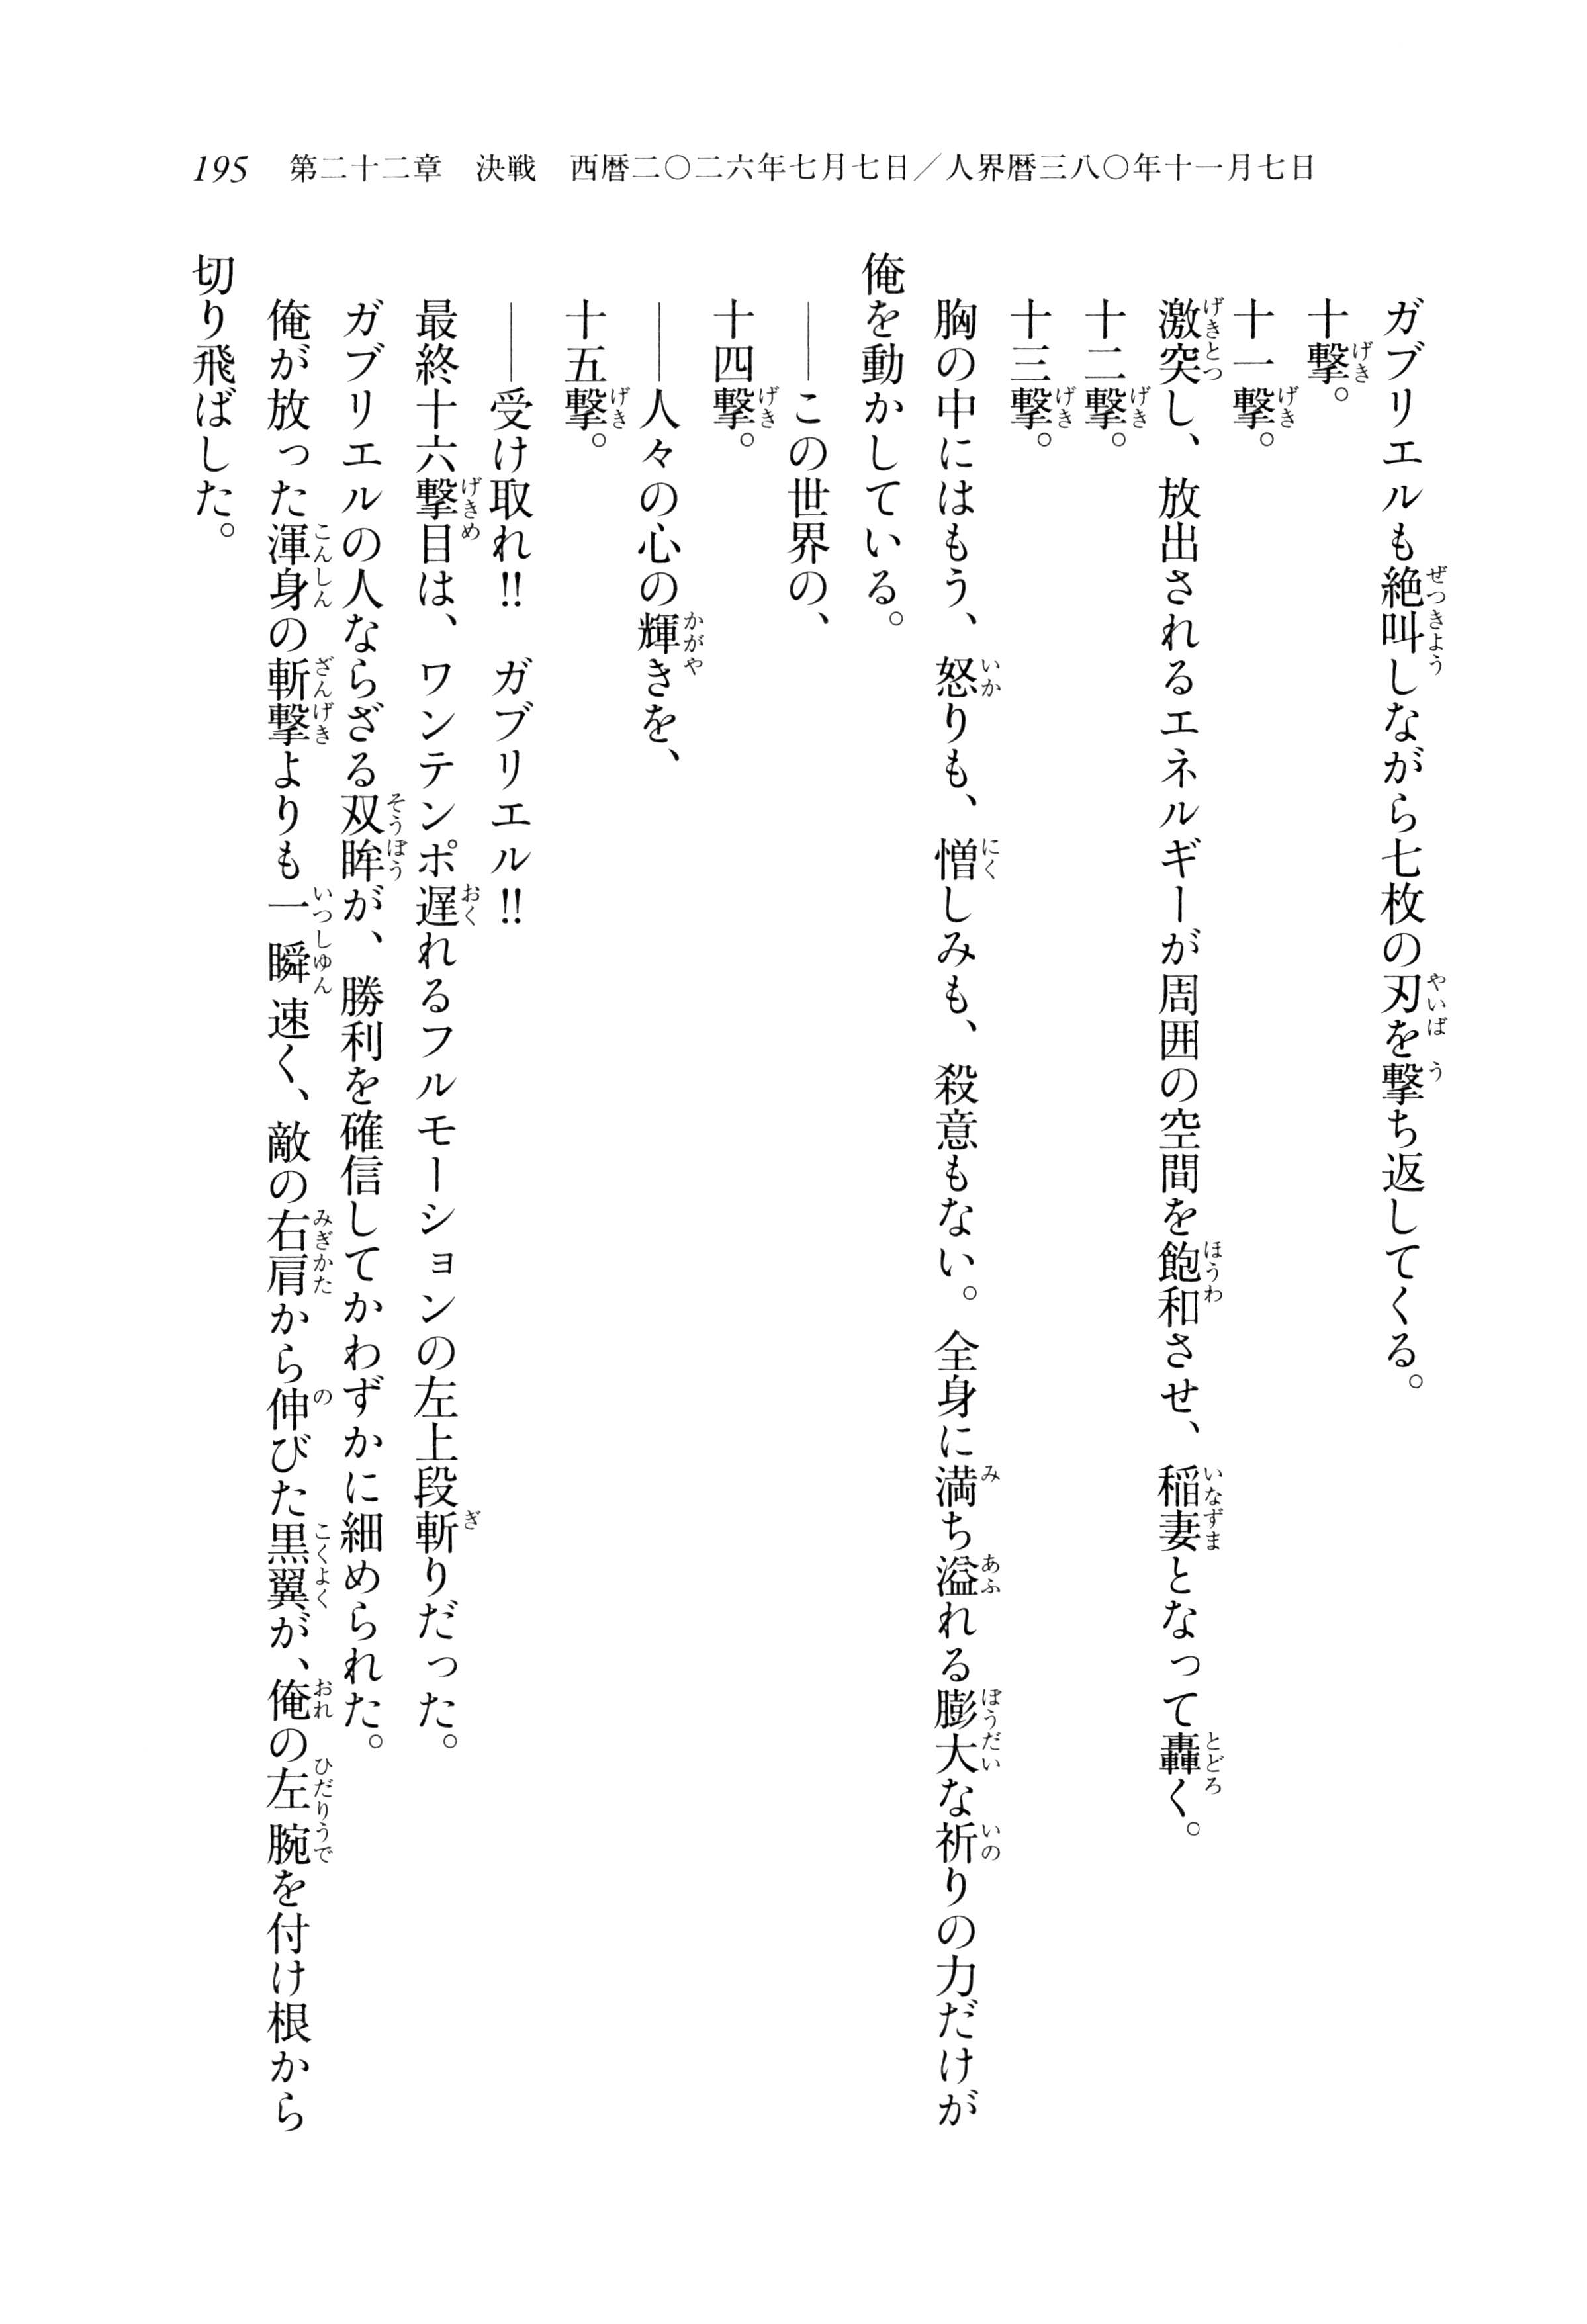 195 第二十二章 決戦 西暦二〇二六年七月七日／人界暦三八〇年十一月七日
ガブリエルも絶叫しながら七枚の刃を撃ち返してくる。
十撃。
十一撃。
激突し、放出されるエネルギーが周囲の空間を飽和させ、稲妻となって轟く。
十二撃。
十三撃。
胸の中にはもう、怒りも、憎しみも、殺意もない。全身に満ち溢れる膨大な祈りの力だけが
俺を動かしている。
――この世界の、
十四撃。
――人々の心の輝きを、
十五撃。
――受け取れ‼　ガブリエル‼
最終十六撃目は、ワンテンポ遅れるフルモーションの左上段斬りだった。
ガブリエルの人ならざる双眸が、勝利を確信してかわずかに細められた。
俺が放った渾身の斬撃よりも一瞬速く、敵の右肩から伸びた黒翼が、俺の左腕を付け根から
切り飛ばした。